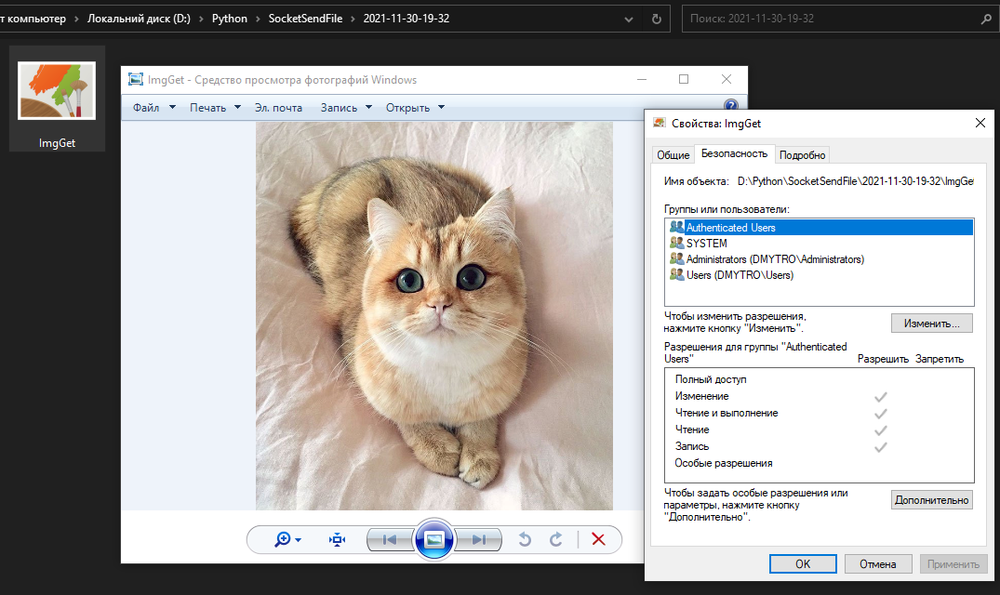 т компьютер › Локальний диск (D:) › Python › SocketSendFile › 2021-11-30-19-32
Поиск: 2021-11-30-19-32
ImgGet
ImgGet - Средство просмотра фотографий Windows
Файл Печать Эл. почта Запись Открыть
?
Свойства: ImgGet
Общие Безопасность Подробно
Имя объекта: D:\Python\SocketSendFile\2021-11-30-19-32\ImgGet
Группы или пользователи:
Authenticated Users
SYSTEM
Administrators (DMYTRO\Administrators)
Users (DMYTRO\Users)
Чтобы изменить разрешения,
нажмите кнопку "Изменить".
Изменить...
Разрешения для группы "Authenticated
Users"
Разрешить Запретить
Полный доступ
Изменение
Чтение и выполнение
Чтение
Запись
Особые разрешения
Чтобы задать особые разрешения или
параметры, нажмите кнопку
"Дополнительно".
Дополнительно
OK Отмена Применить